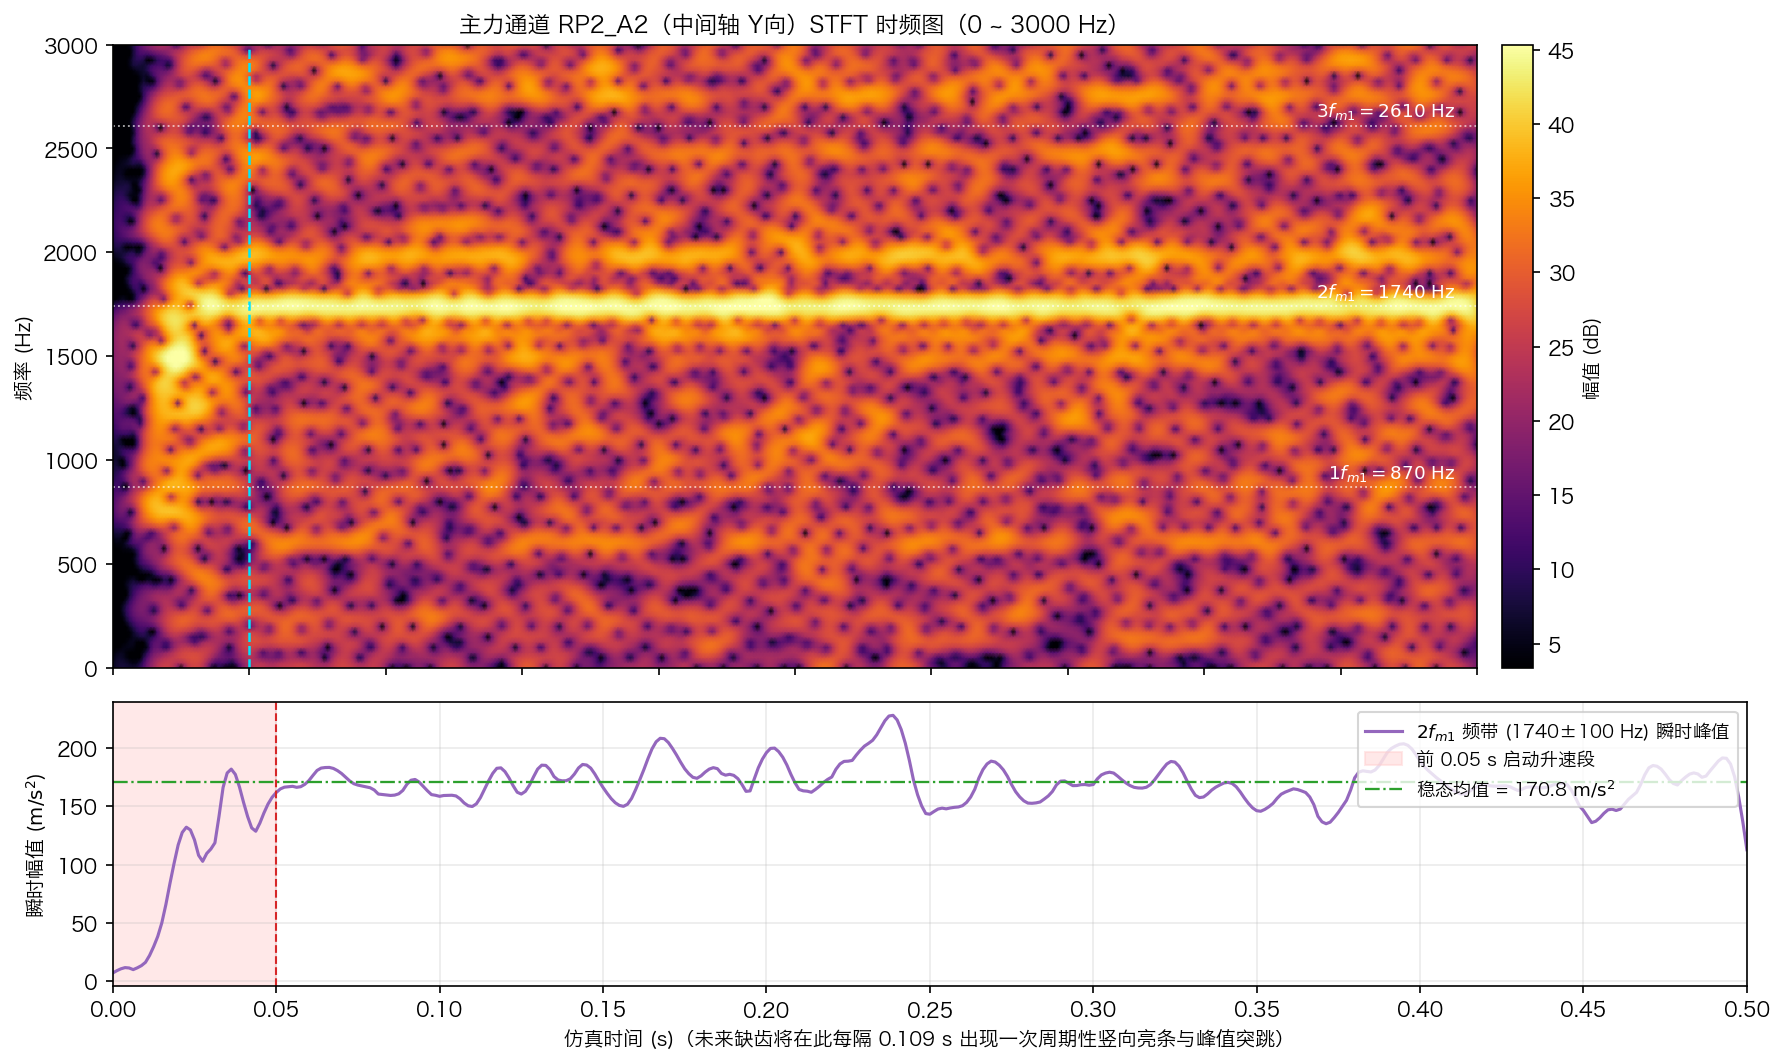 主力通道 RP2_A2（中间轴 Y向）STFT 时频图（0 ~ 3000 Hz）
3000
2500
2000
1500
1000
500
0
频率 (Hz)
3fm1 = 2610 Hz
2fm1 = 1740 Hz
1fm1 = 870 Hz
45
40
35
30
25
20
15
10
5
幅值 (dB)
200
150
100
50
0
瞬时幅值 (m/s²)
2fm1 频带 (1740±100 Hz) 瞬时峰值
前 0.05 s 启动升速段
稳态均值 = 170.8 m/s²
0.00 0.05 0.10 0.15 0.20 0.25 0.30 0.35 0.40 0.45 0.50
仿真时间 (s)（未来缺齿将在此每隔 0.109 s 出现一次周期性竖向亮条与峰值突跳）